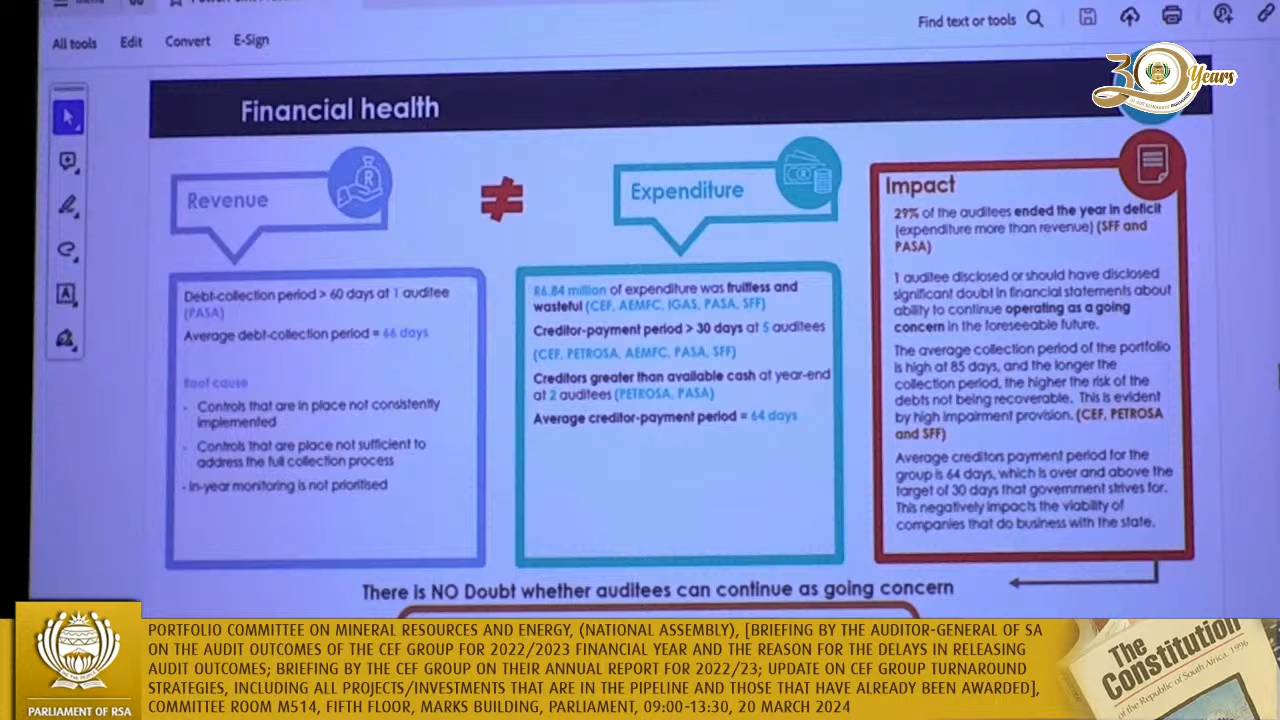 Find text or tools
All tools
Edit
Convert
E-Sign
30 Years
Financial health
Revenue
Debt-collection period > 60 days at 1 auditee
(PASA)
Average debt-collection period = 66 days
Root cause
- Controls that are in place not consistently
implemented
- Controls that are place not sufficient to
address the full collection process
- In-year monitoring is not prioritised
≠
Expenditure
R6.84 million of expenditure was fruitless and
wasteful (CEF, AEMFC, IGAS, PASA, SFF)
Creditor-payment period > 30 days at 5 auditees
(CEF, PETROSA, AEMFC, PASA, SFF)
Creditors greater than available cash at year-end
at 2 auditees (PETROSA, PASA)
Average creditor-payment period = 64 days
Impact
29% of the auditees ended the year in deficit
(expenditure more than revenue) (SFF and
PASA)
1 auditee disclosed or should have disclosed
significant doubt in financial statements about
ability to continue operating as a going
concern in the foreseeable future.
The average collection period of the portfolio
is high at 85 days, and the longer the
collection period, the higher the risk of the
debts not being recoverable. This is evident
by high impairment provision. (CEF, PETROSA
and SFF)
Average creditors payment period for the
group is 64 days, which is over and above the
target of 30 days that government strives for.
This negatively impacts the viability of
companies that do business with the state.
There is NO Doubt whether auditees can continue as going concern
PORTFOLIO COMMITTEE ON MINERAL RESOURCES AND ENERGY, (NATIONAL ASSEMBLY), [BRIEFING BY THE AUDITOR-GENERAL OF SA
ON THE AUDIT OUTCOMES OF THE CEF GROUP FOR 2022/2023 FINANCIAL YEAR AND THE REASON FOR THE DELAYS IN RELEASING
AUDIT OUTCOMES; BRIEFING BY THE CEF GROUP ON THEIR ANNUAL REPORT FOR 2022/23; UPDATE ON CEF GROUP TURNAROUND
STRATEGIES, INCLUDING ALL PROJECTS/INVESTMENTS THAT ARE IN THE PIPELINE AND THOSE THAT HAVE ALREADY BEEN AWARDED],
COMMITTEE ROOM M514, FIFTH FLOOR, MARKS BUILDING, PARLIAMENT, 09:00-13:30, 20 MARCH 2024
PARLIAMENT OF RSA
The
Constitution
of the Republic of South Africa, 1996